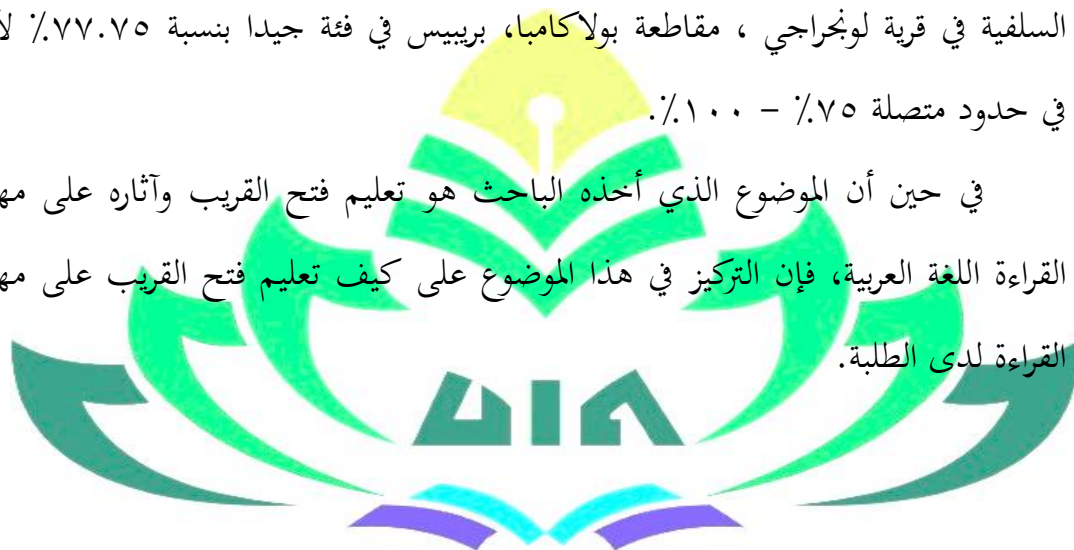 السلفية في قرية لونجراجي ، مقاطعة بولاكامبا، بريبيس في فئة جيدا بنسبة ٧٧.٧٥٪
في حدود متصلة ٧٥٪ – ١٠٠٪.
في حين أن الموضوع الذي أخذه الباحث هو تعليم فتح القريب وآثاره على
القراءة اللغة العربية، فإن التركيز في هذا الموضوع على كيف تعليم فتح القريب على
القراءة لدى الطلبة.